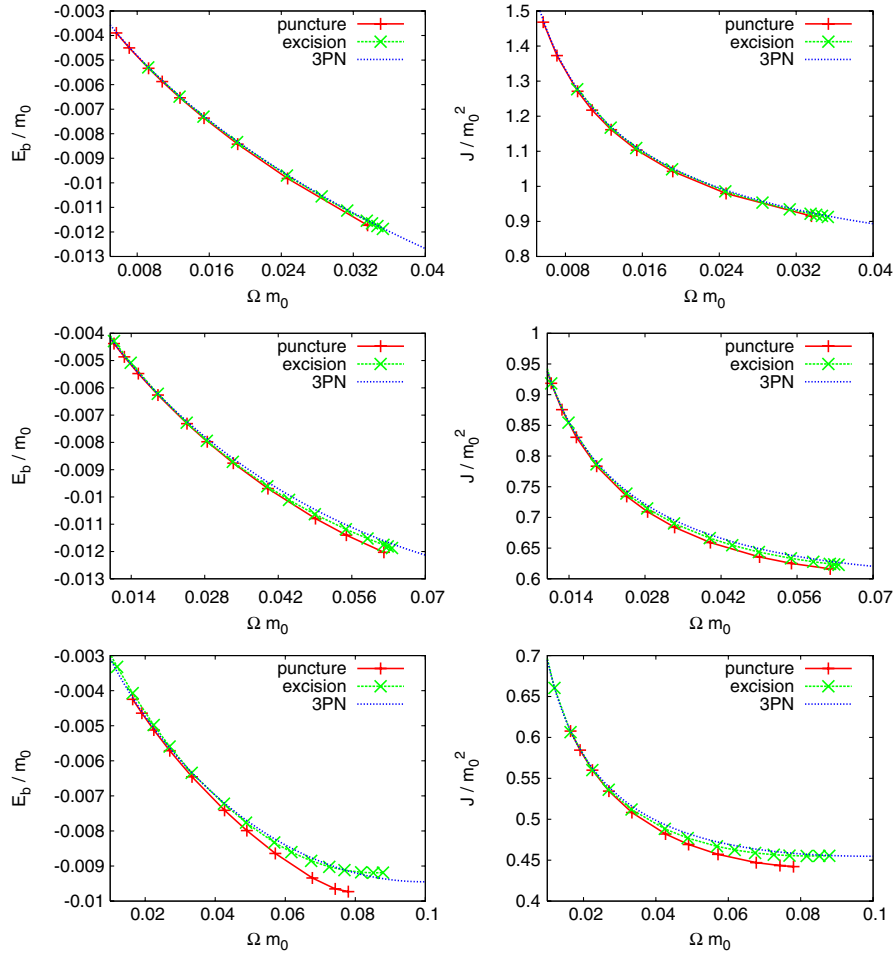 -0.003
-0.004
-0.005
-0.006
-0.007
-0.008
-0.009
-0.01
-0.011
-0.012
-0.013
0.008 0.016 0.024 0.032 0.04
E_b / m_0
Ω m_0
puncture
excision
3PN
1.5
1.4
1.3
1.2
1.1
1
0.9
0.8
0.008 0.016 0.024 0.032 0.04
J / m_0^2
Ω m_0
puncture
excision
3PN
-0.004
-0.005
-0.006
-0.007
-0.008
-0.009
-0.01
-0.011
-0.012
-0.013
0.014 0.028 0.042 0.056 0.07
E_b / m_0
Ω m_0
puncture
excision
3PN
1
0.95
0.9
0.85
0.8
0.75
0.7
0.65
0.6
0.014 0.028 0.042 0.056 0.07
J / m_0^2
Ω m_0
puncture
excision
3PN
-0.003
-0.004
-0.005
-0.006
-0.007
-0.008
-0.009
-0.01
0.02 0.04 0.06 0.08 0.1
E_b / m_0
Ω m_0
puncture
excision
3PN
0.7
0.65
0.6
0.55
0.5
0.45
0.4
0.02 0.04 0.06 0.08 0.1
J / m_0^2
Ω m_0
puncture
excision
3PN